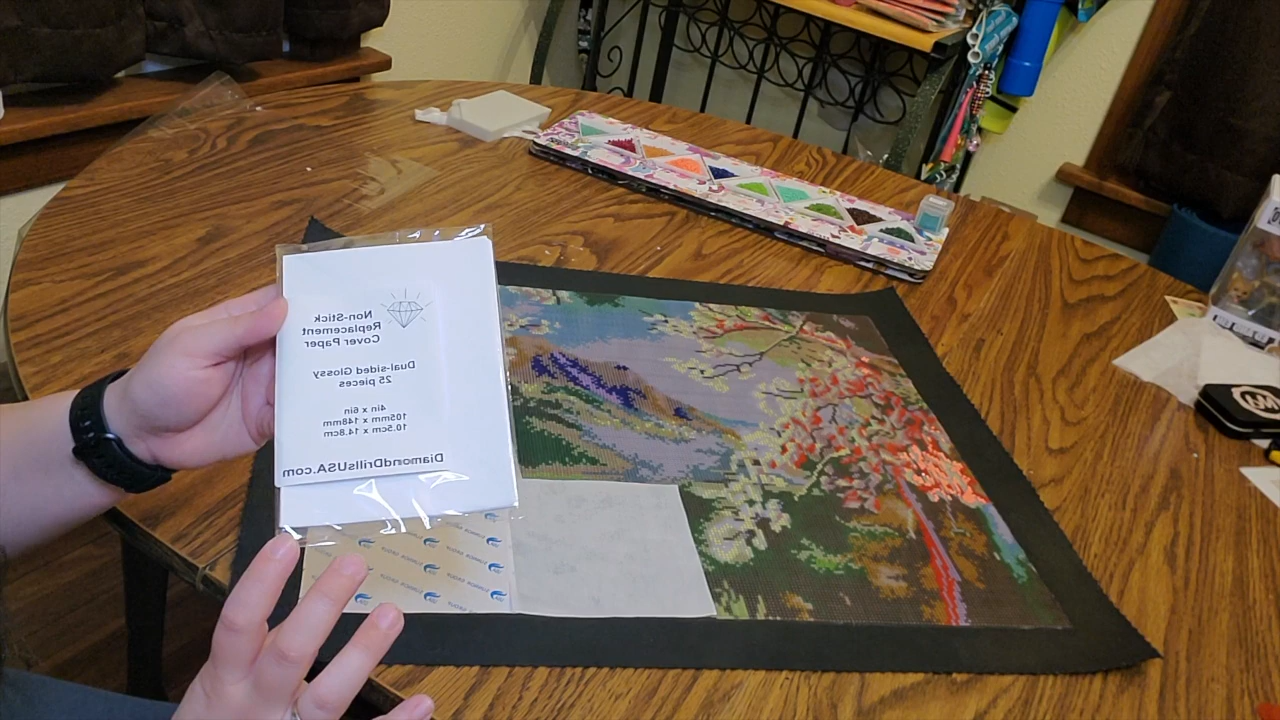 Non-Stick
Replacement
Cover Paper
Dual-sided Glossy
25 pieces
4in x 6in
105mm x 148mm
10.5cm x 14.8cm
DiamondDrillsUSA.com